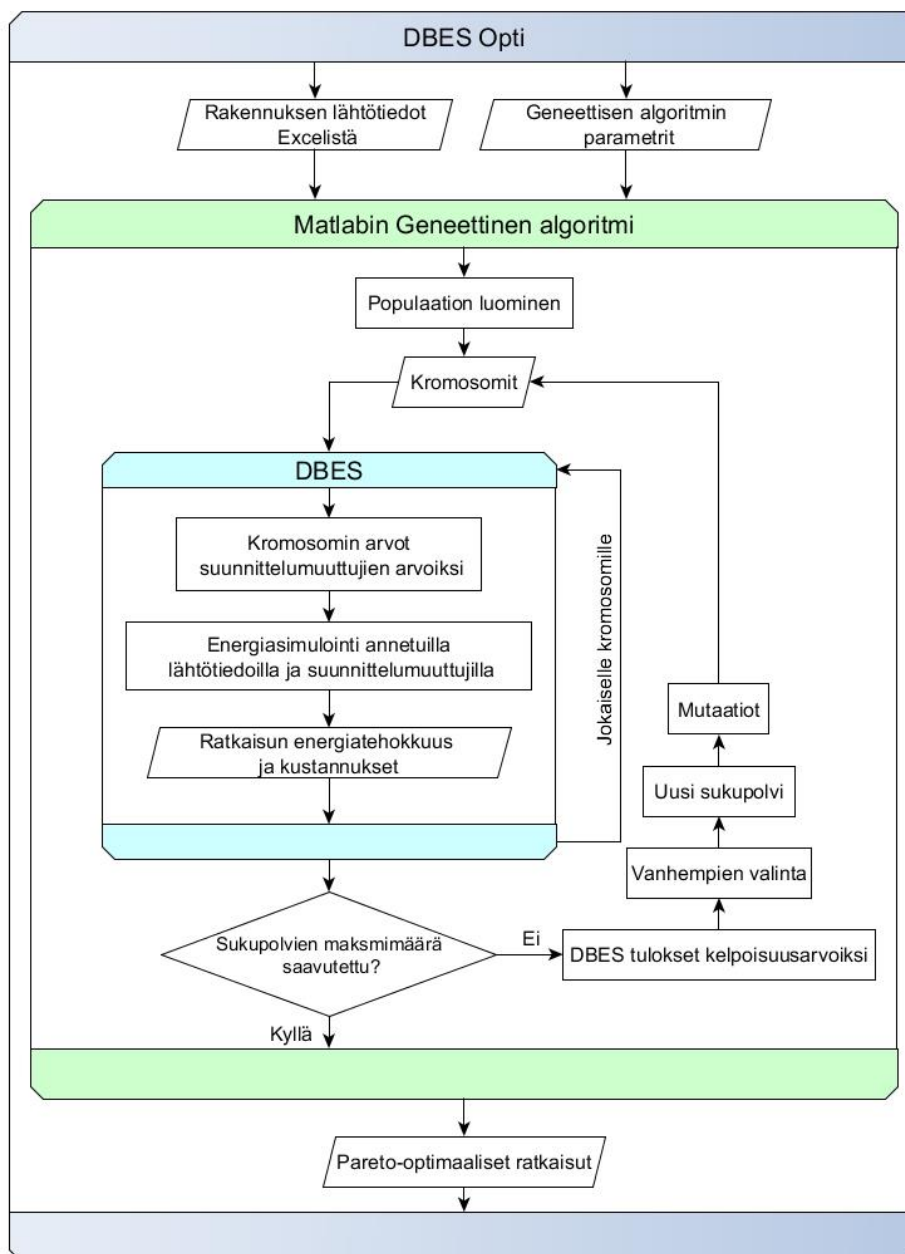 DBES Opti
Rakennuksen lähtötiedot
Excelistä
Geneettisen algoritmin
parametrit
Matlabin Geneettinen algoritmi
Populaation luominen
Kromosomit
DBES
Kromosomin arvot
suunnittelumuuttujien arvoiksi
Energiasimulointi annetuilla
lähtötiedoilla ja suunnittelumuuttujilla
Ratkaisun energiatehokkuus
ja kustannukset
Jokaiselle kromosomille
Mutaatiot
Uusi sukupolvi
Vanhempien valinta
Sukupolvien maksmimäärä
saavutettu?
Ei
DBES tulokset kelpoisuusarvoiksi
Kyllä
Pareto-optimaaliset ratkaisut